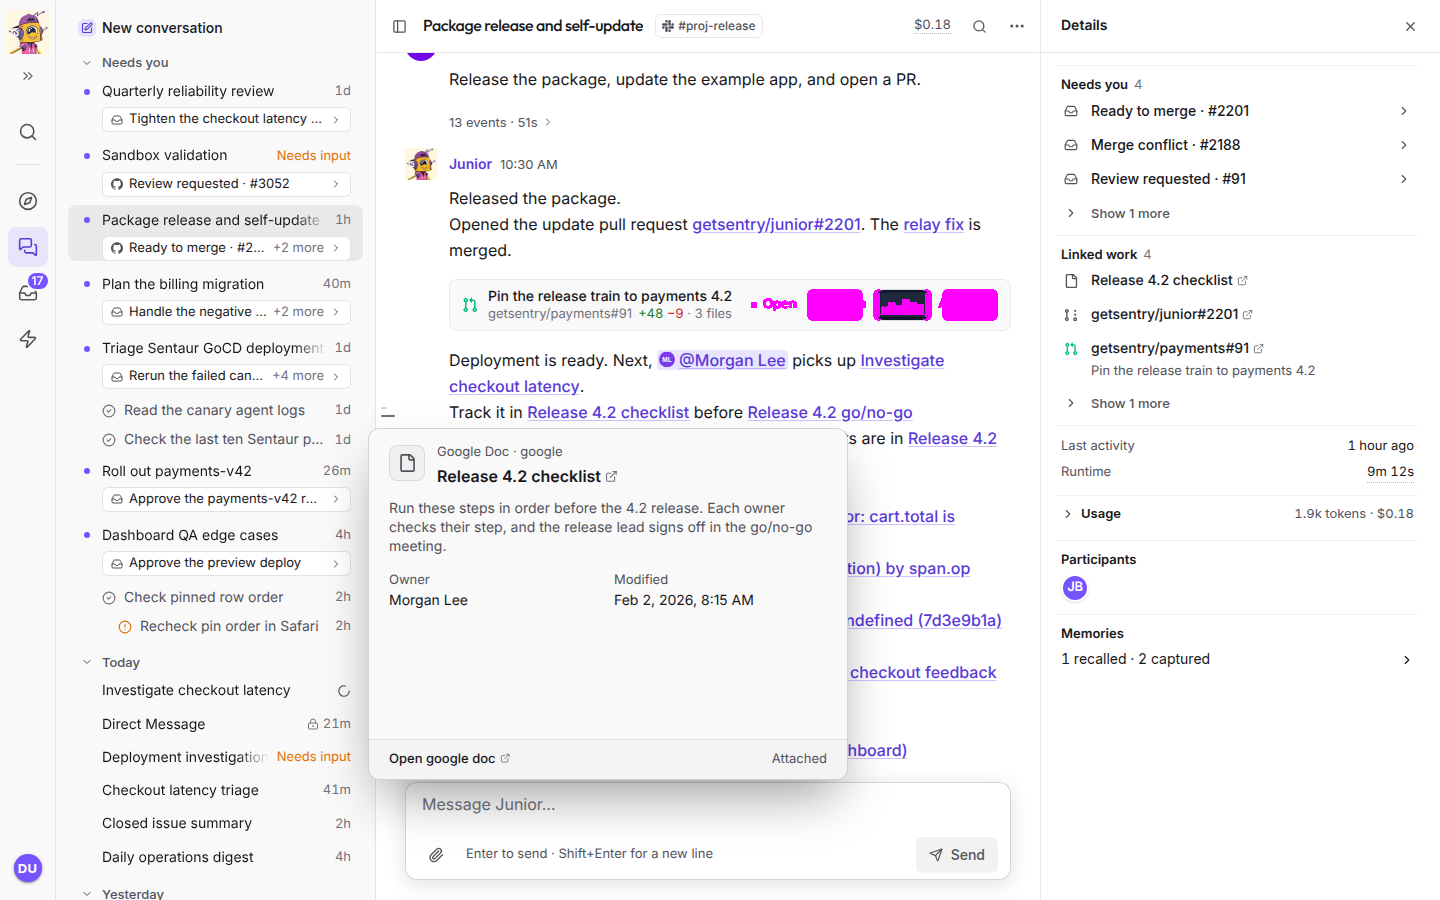 New conversation
Needs you
Quarterly reliability review 1d
Tighten the checkout latency ...
Sandbox validation Needs input
Review requested · #3052
Package release and self-update 1h
Ready to merge · #2... +2 more
Plan the billing migration 40m
Handle the negative ... +2 more
Triage Sentaur GoCD deployment 1d
Rerun the failed can... +4 more
Read the canary agent logs 1d
Check the last ten Sentaur p... 1d
Roll out payments-v42 26m
Approve the payments-v42 r...
Dashboard QA edge cases 4h
Approve the preview deploy
Check pinned row order 2h
Recheck pin order in Safari 2h
Today
Investigate checkout latency
Direct Message 21m
Deployment investigation Needs input
Checkout latency triage 41m
Closed issue summary 2h
Daily operations digest 4h
Yesterday
17
DU
Package release and self-update #proj-release $0.18
Release the package, update the example app, and open a PR.
13 events · 51s
Junior 10:30 AM
Released the package.
Opened the update pull request getsentry/junior#2201. The relay fix is
merged.
Pin the release train to payments 4.2
getsentry/payments#91 +48 −9 · 3 files
Open
Deployment is ready. Next, ML @Morgan Lee picks up Investigate
checkout latency.
Track it in Release 4.2 checklist before Release 4.2 go/no-go
ts are in Release 4.2
or: cart.total is
tion) by span.op
ndefined (7d3e9b1a)
checkout feedback
hboard)
Google Doc · google
Release 4.2 checklist
Run these steps in order before the 4.2 release. Each owner
checks their step, and the release lead signs off in the go/no-go
meeting.
Owner Modified
Morgan Lee Feb 2, 2026, 8:15 AM
Open google doc Attached
Message Junior...
Enter to send · Shift+Enter for a new line
Send
Details
Needs you 4
Ready to merge · #2201
Merge conflict · #2188
Review requested · #91
Show 1 more
Linked work 4
Release 4.2 checklist
getsentry/junior#2201
getsentry/payments#91
Pin the release train to payments 4.2
Show 1 more
Last activity 1 hour ago
Runtime 9m 12s
Usage 1.9k tokens · $0.18
Participants
JB
Memories
1 recalled · 2 captured